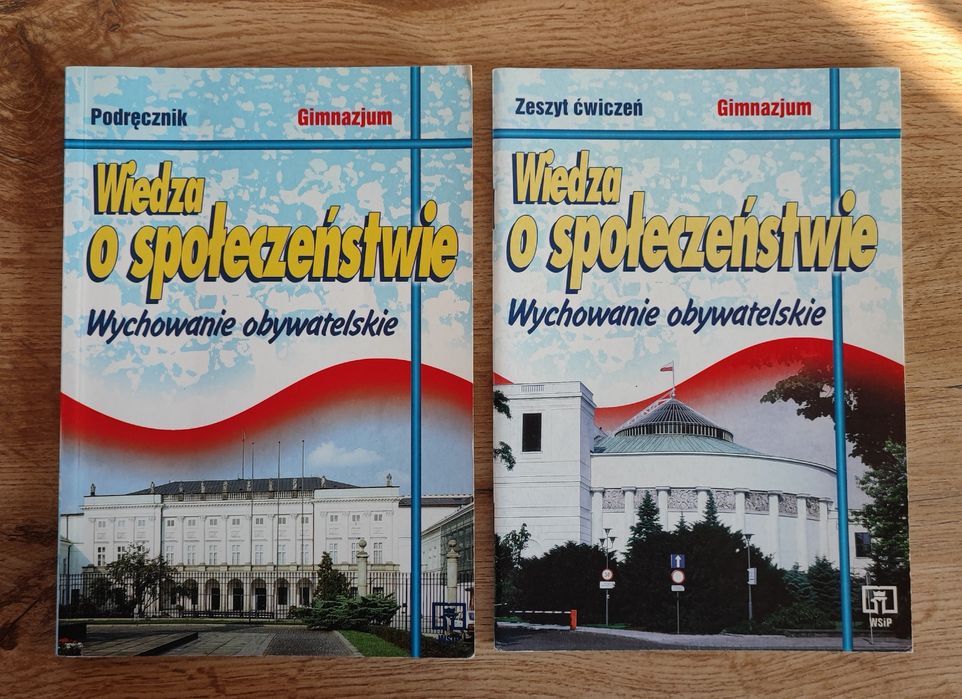 Podręcznik
Gimnazjum
Wiedza
o społeczeństwie
Wychowanie obywatelskie
Zeszyt ćwiczeń
Gimnazjum
Wiedza
o społeczeństwie
Wychowanie obywatelskie
WSiP